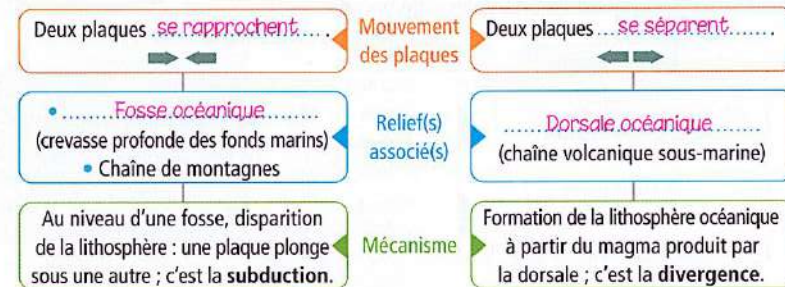 Deux plaques se rapprochent.
Mouvement
des plaques
Deux plaques se séparent.
• Fosse océanique
(crevasse profonde des fonds marins)
• Chaîne de montagnes
Relief(s)
associé(s)
Dorsale océanique
(chaîne volcanique sous-marine)
Au niveau d'une fosse, disparition
de la lithosphère : une plaque plonge
sous une autre ; c'est la subduction.
Mécanisme
Formation de la lithosphère océanique
à partir du magma produit par
la dorsale ; c'est la divergence.